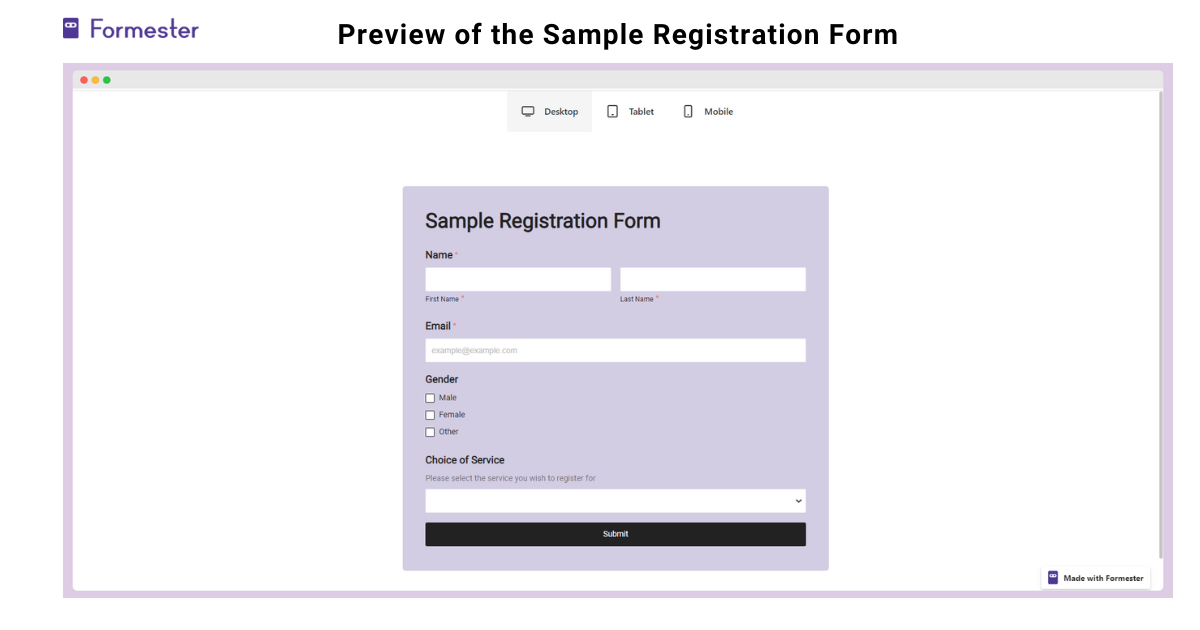 Formester
Preview of the Sample Registration Form
Desktop Tablet Mobile
Sample Registration Form
Name *
First Name * Last Name *
Email *
example@example.com
Gender
Male
Female
Other
Choice of Service
Please select the service you wish to register for
Submit
Made with Formester